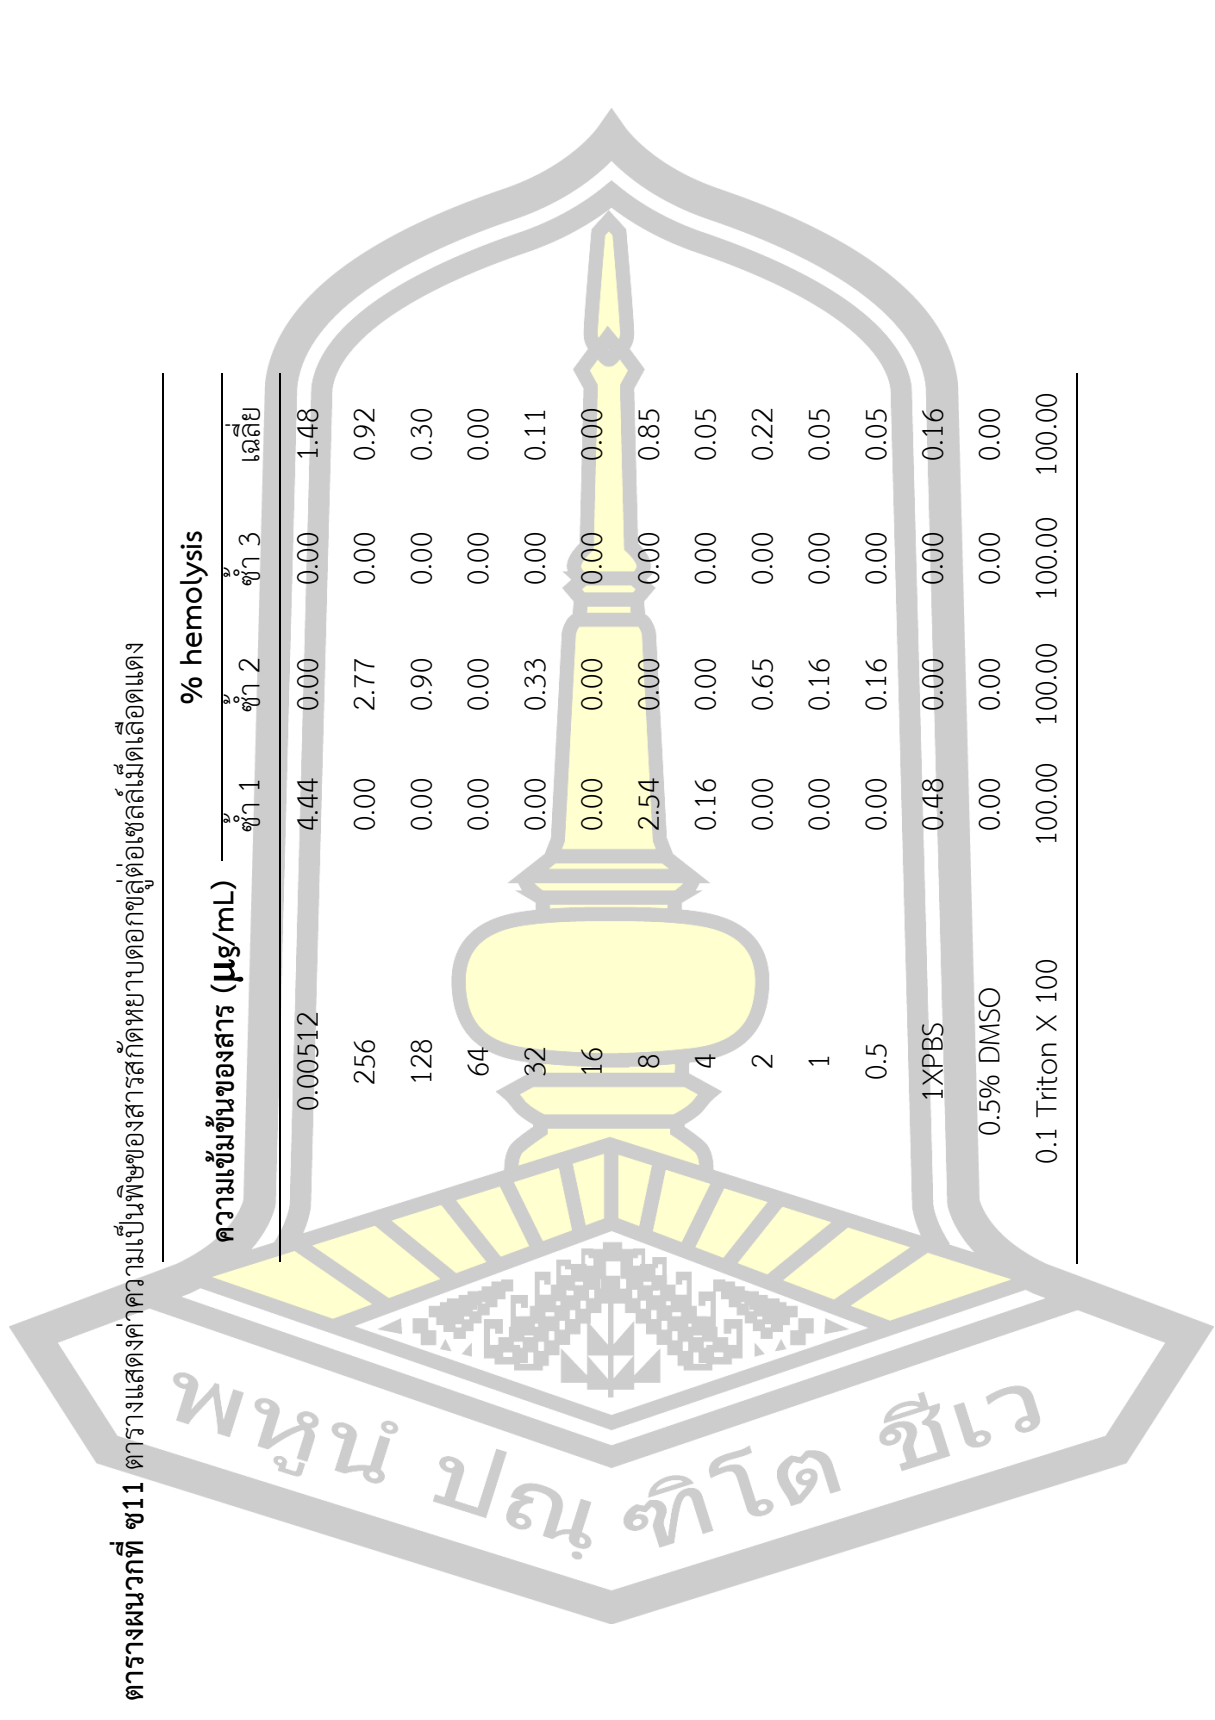 ตารางผนวกที่ ซ11 ตารางแสดงค่าความเป็นพิษของสารสกัดหยาบดอกขลู่ต่อเซลล์เม็ดเลือดแดง
% hemolysis
ความเข้มข้นของสาร (µg/mL)
ซ้ำ 1 ซ้ำ 2 ซ้ำ 3 เฉลี่ย
0.00512 4.44 0.00 0.00 1.48
256 0.00 2.77 0.00 0.92
128 0.00 0.90 0.00 0.30
64 0.00 0.00 0.00 0.00
32 0.00 0.33 0.00 0.11
16 0.00 0.00 0.00 0.00
8 2.54 0.00 0.00 0.85
4 0.16 0.00 0.00 0.05
2 0.00 0.65 0.00 0.22
1 0.00 0.16 0.00 0.05
0.5 0.00 0.16 0.00 0.05
1XPBS 0.48 0.00 0.00 0.16
0.5% DMSO 0.00 0.00 0.00 0.00
0.1 Triton X 100 100.00 100.00 100.00 100.00
พหูนํ ปณฺฑิโต ชีเว